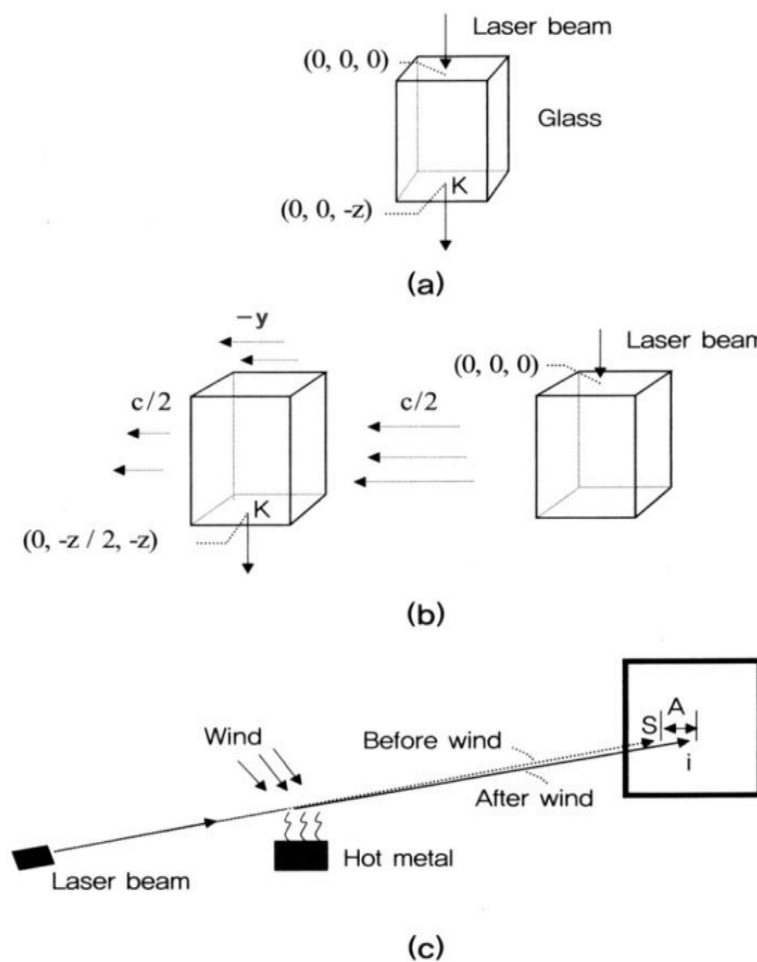 Laser beam
(0, 0, 0)
Glass
K
(0, 0, -z)
(a)
-y
Laser beam
(0, 0, 0)
c/2
c/2
K
(0, -z / 2, -z)
(b)
A
S
Wind
Before wind
i
After wind
Hot metal
Laser beam
(c)